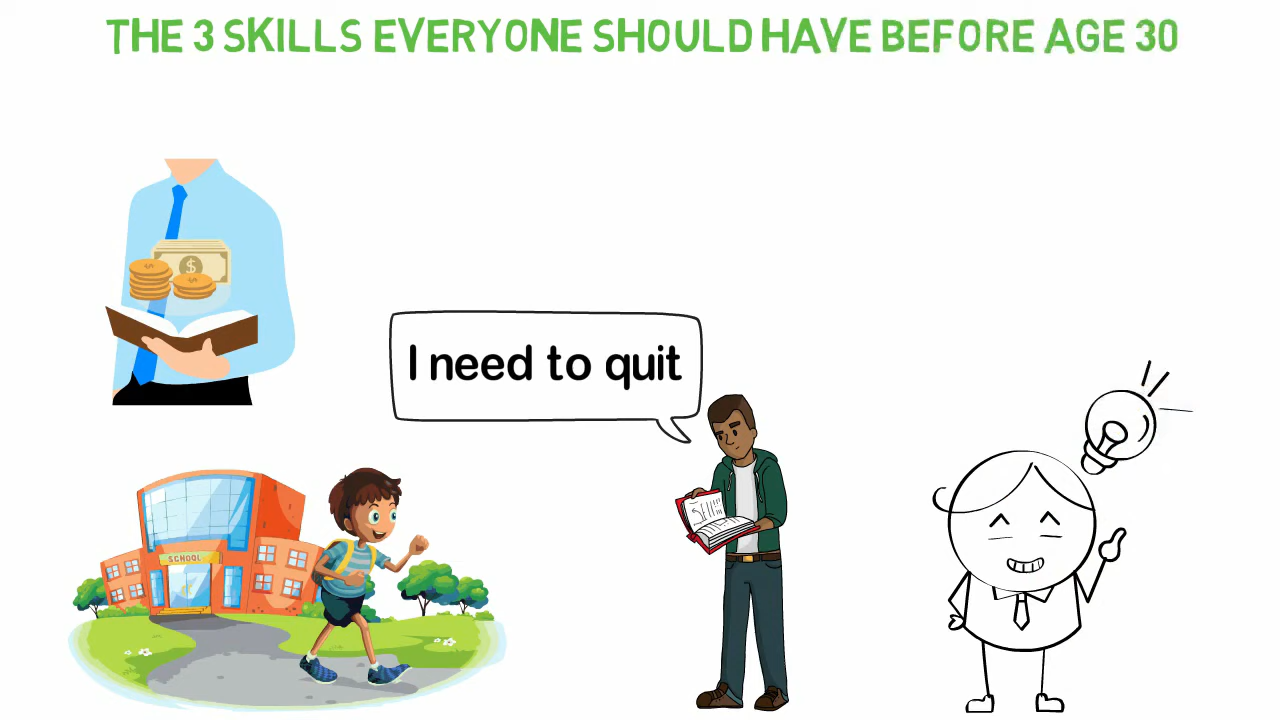 THE 3 SKILLS EVERYONE SHOULD HAVE BEFORE AGE 30
$
I need to quit
SCHOOL